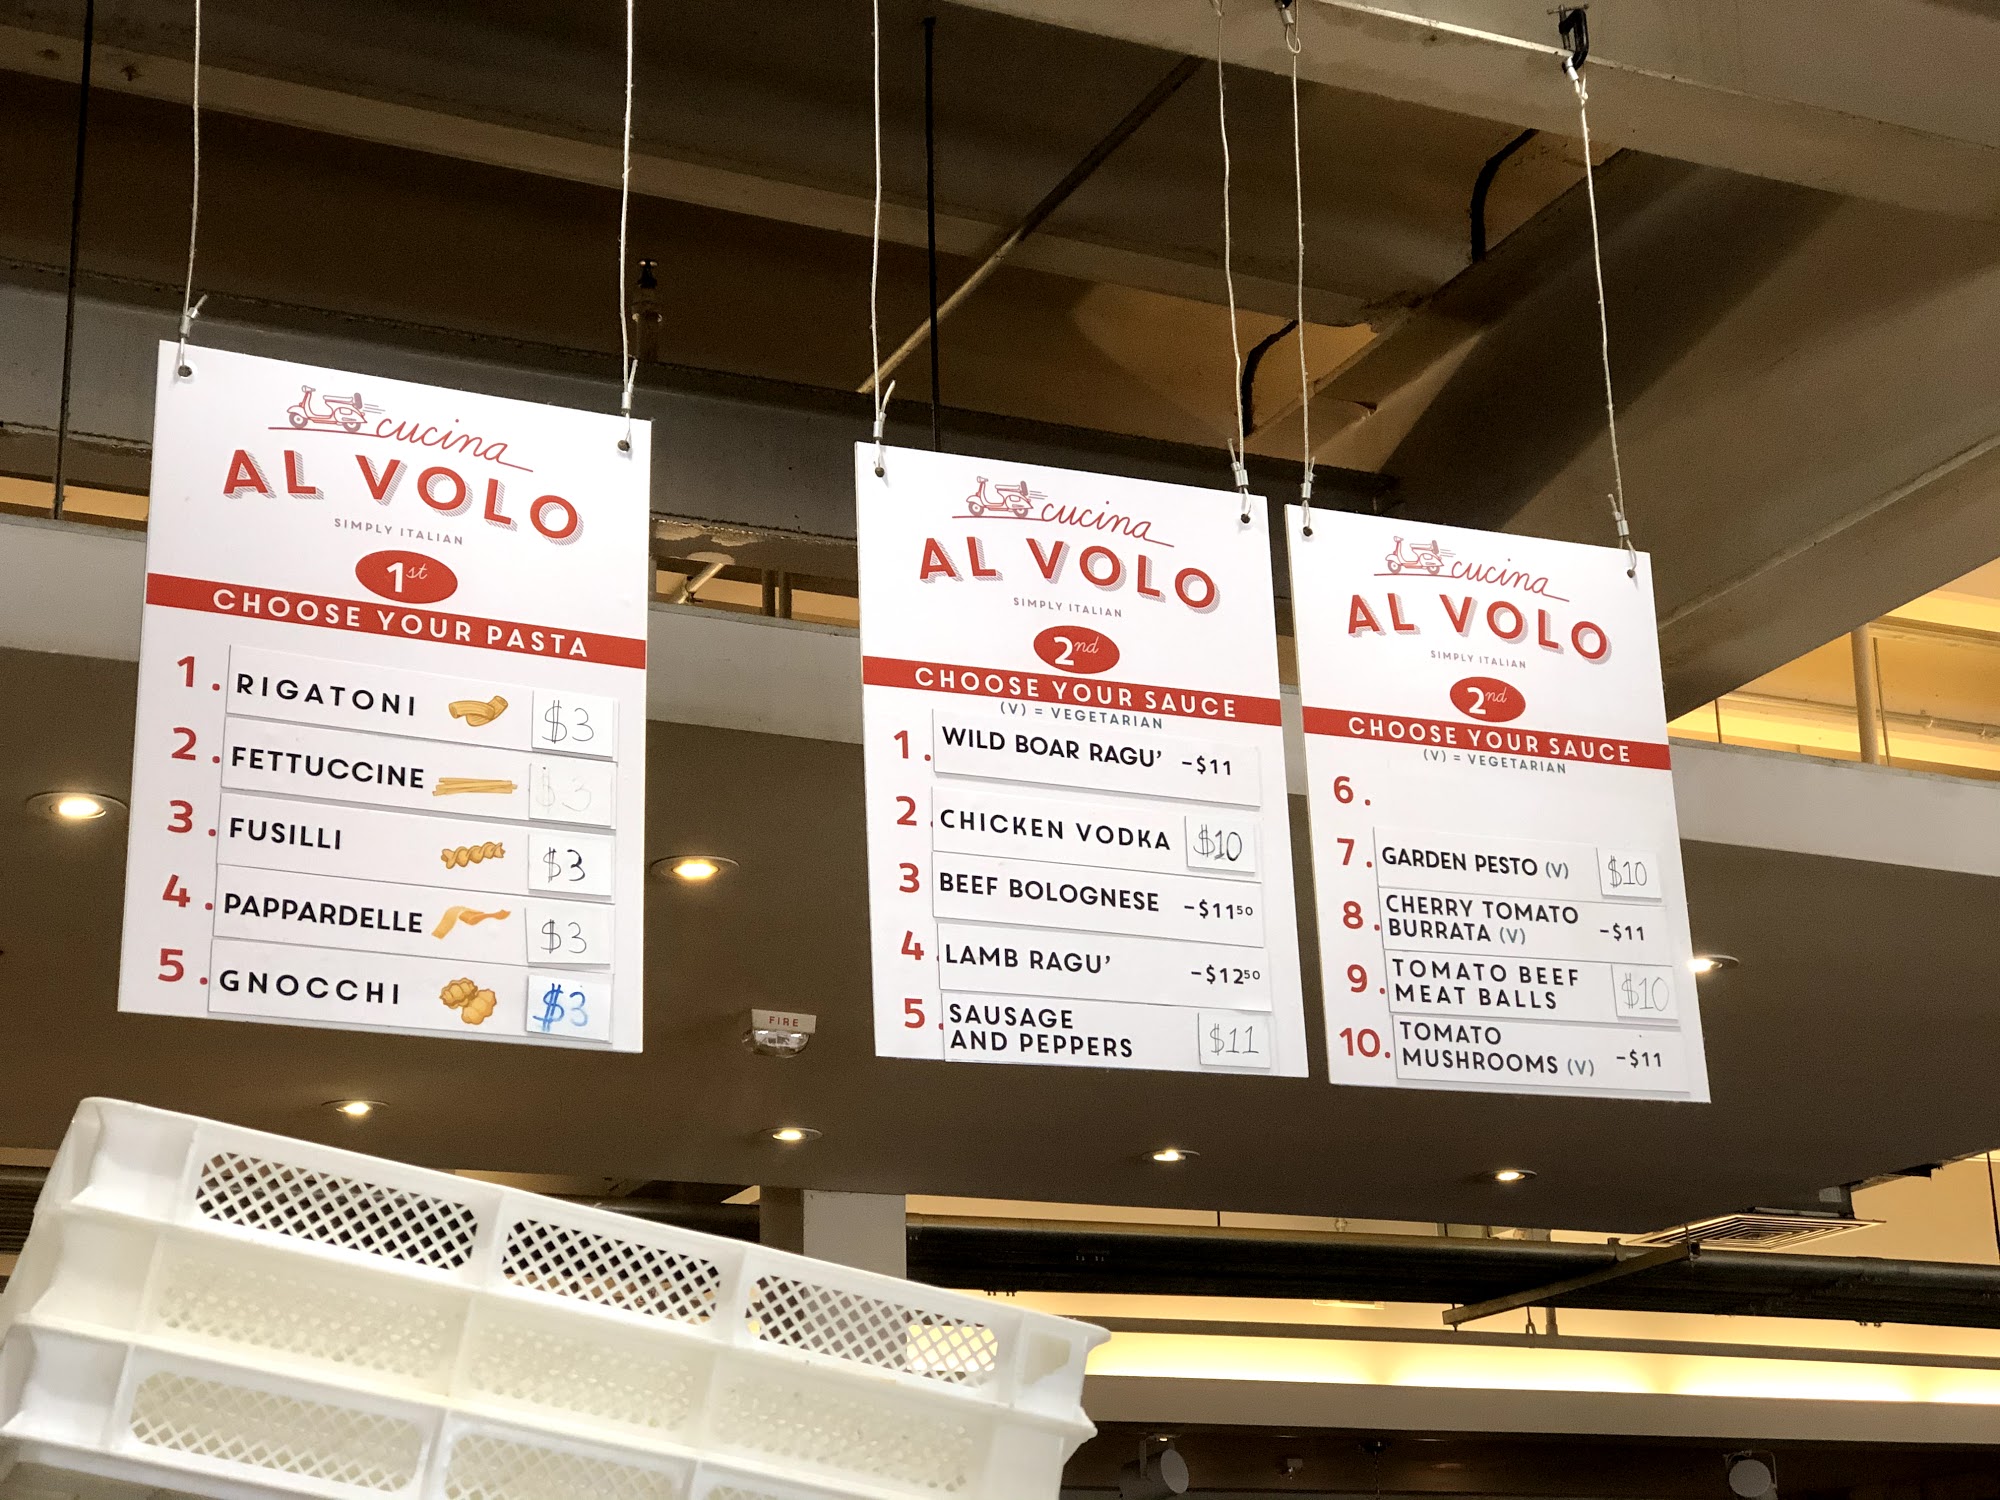 cucina
AL VOLO
SIMPLY ITALIAN
1st
CHOOSE YOUR PASTA
1. RIGATONI $3
2. FETTUCCINE $3
3. FUSILLI $3
4. PAPPARDELLE $3
5. GNOCCHI $3
cucina
AL VOLO
SIMPLY ITALIAN
2nd
CHOOSE YOUR SAUCE
(V) = VEGETARIAN
1. WILD BOAR RAGU' -$11
2. CHICKEN VODKA $10
3 BEEF BOLOGNESE -$1150
4. LAMB RAGU' -$1250
5. SAUSAGE
AND PEPPERS $11
cucina
AL VOLO
SIMPLY ITALIAN
2nd
CHOOSE YOUR SAUCE
(V) = VEGETARIAN
6.
7. GARDEN PESTO (V) $10
8. CHERRY TOMATO
BURRATA (V) -$11
9. TOMATO BEEF
MEAT BALLS $10
10. TOMATO
MUSHROOMS (V) -$11
FIRE